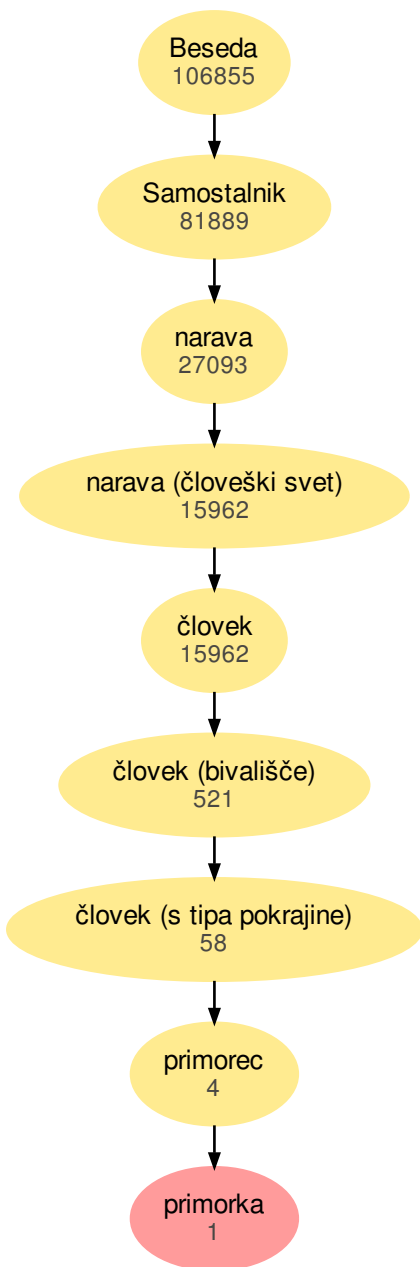 Beseda
106855
Samostalnik
81889
narava
27093
narava (človeški svet)
15962
človek
15962
človek (bivališče)
521
človek (s tipa pokrajine)
58
primorec
4
primorka
1